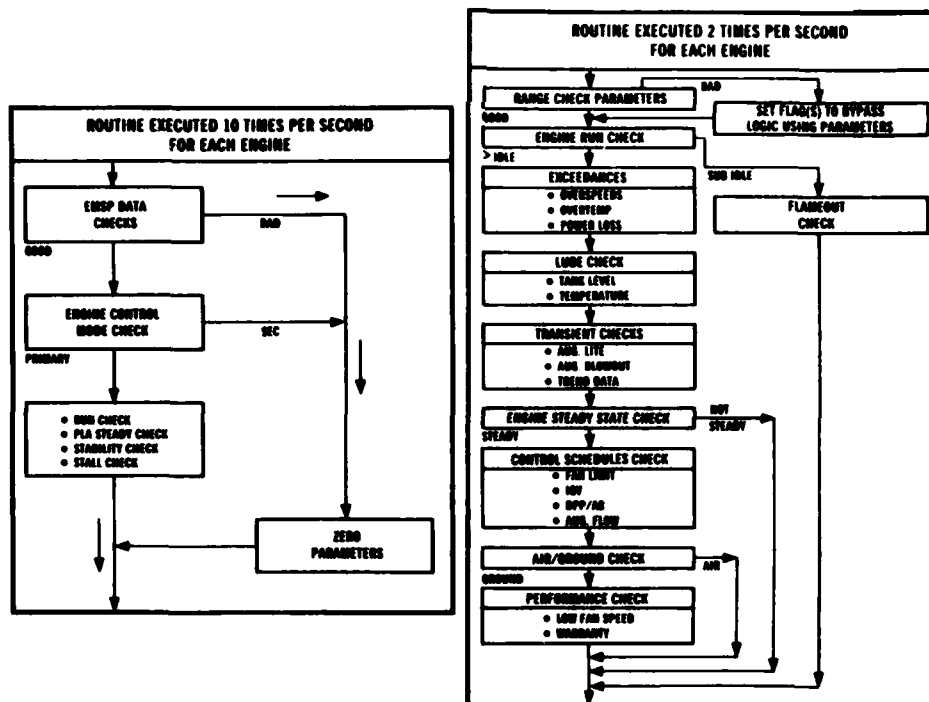 ROUTINE EXECUTED 10 TIMES PER SECOND
FOR EACH ENGINE
EMSP DATA
CHECKS
BAD
GOOD
ENGINE CONTROL
MODE CHECK
SEC
PRIMARY
• RUN CHECK
• PLA STEADY CHECK
• STABILITY CHECK
• STALL CHECK
ZERO
PARAMETERS
ROUTINE EXECUTED 2 TIMES PER SECOND
FOR EACH ENGINE
BAD
RANGE CHECK PARAMETERS
SET FLAG(S) TO BYPASS
LOGIC USING PARAMETERS
GOOD
ENGINE RUN CHECK
> IDLE
SUB IDLE
EXCEEDANCES
• OVERSPEEDS
• OVERTEMP
• POWER LOSS
FLAMEOUT
CHECK
LUBE CHECK
• TANK LEVEL
• TEMPERATURE
TRANSIENT CHECKS
• AUG. LITE
• AUG BLOWOUT
• TREND DATA
ENGINE STEADY STATE CHECK
NOT
STEADY
STEADY
CONTROL SCHEDULES CHECK
• FAN LIMIT
• IGV
• DPP/A8
• AUG. FLOW
AIR/GROUND CHECK
AIR
GROUND
PERFORMANCE CHECK
• LOW FAN SPEED
• WARRANTY